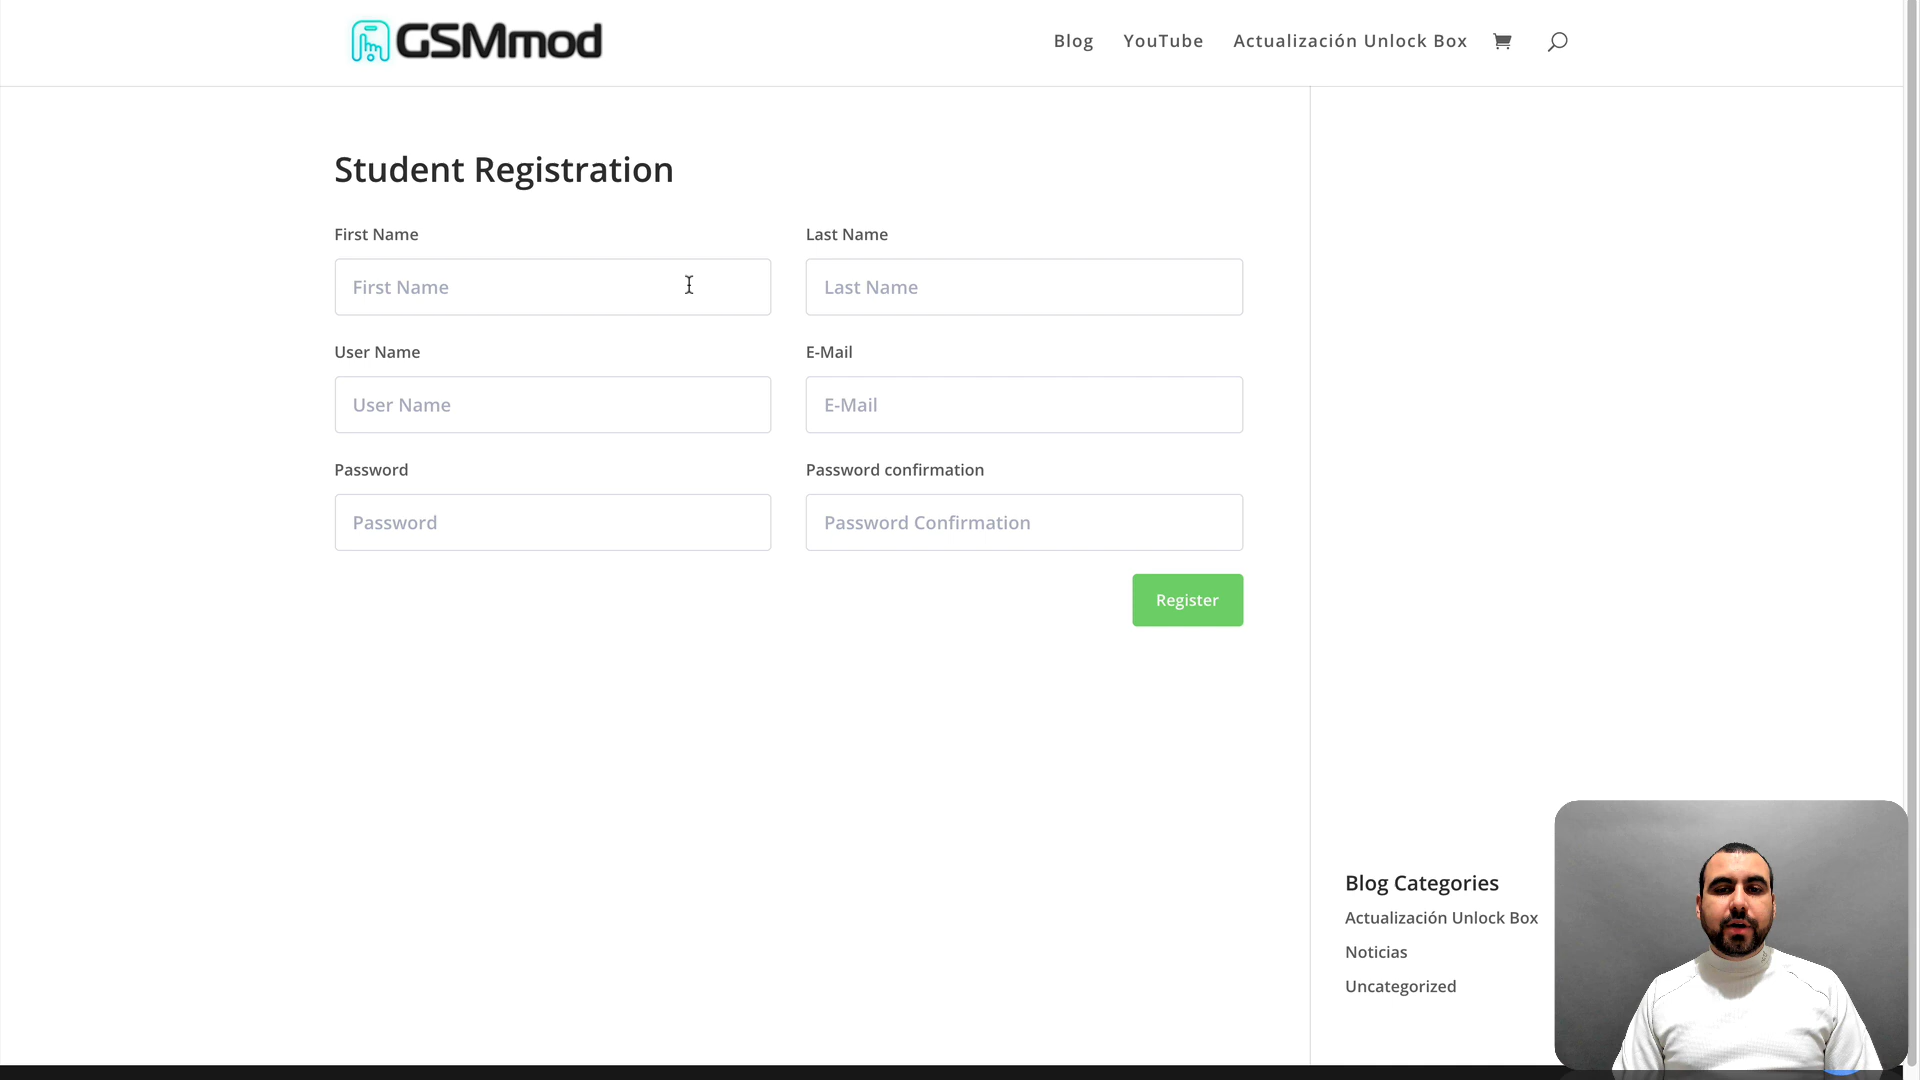 GSMmod
Blog
YouTube
Actualización Unlock Box
Student Registration
First Name
Last Name
First Name
Last Name
User Name
E-Mail
User Name
E-Mail
Password
Password confirmation
Password
Password Confirmation
Register
Blog Categories
Actualización Unlock Box
Noticias
Uncategorized